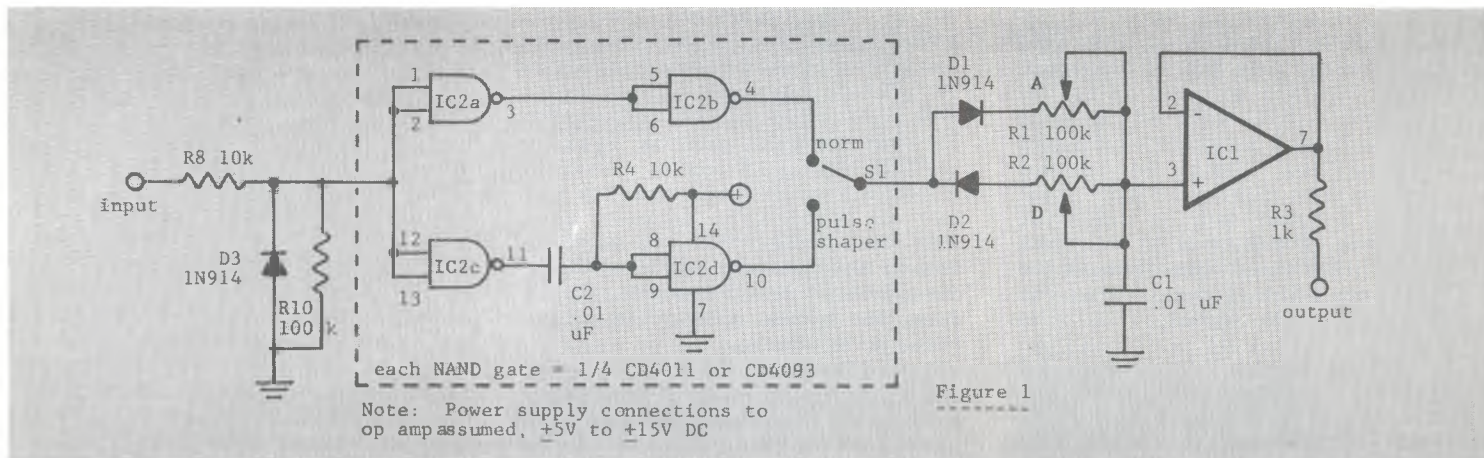 input
R8 10k
D3
1N914
R10
100 k
1
2
IC2a
3
5
6
IC2b
4
12
13
IC2c
11
C2
.01
uF
R4 10k
+
14
8
9
IC2d
10
7
norm
S1
pulse
shaper
each NAND gate = 1/4 CD4011 or CD4093
Note: Power supply connections to
op ampassumed, ±5V to ±15V DC
D1
1N914
A
R1 100k
R2 100k
D
D2
1N914
2
-
3
+
IC1
7
R3
1k
C1
.01 uF
output
Figure 1